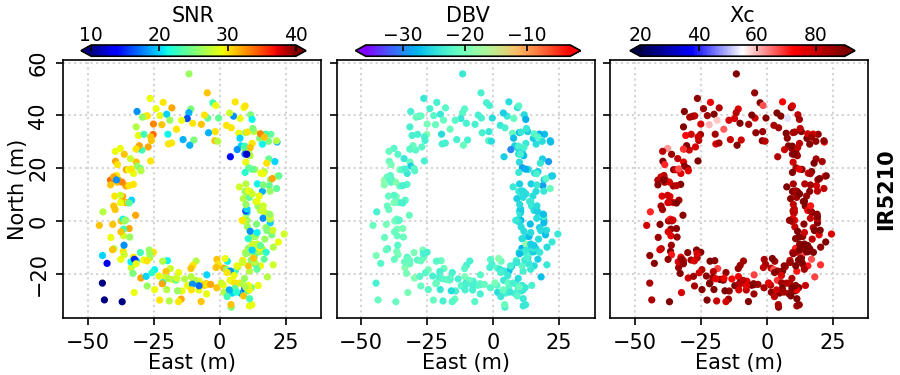 SNR DBV Xc
10 20 30 40 −30 −20 −10 20 40 60 80
60
40
20
0
−20
North (m)
IR5210
−50 −25 0 25 −50 −25 0 25 −50 −25 0 25
East (m) East (m) East (m)